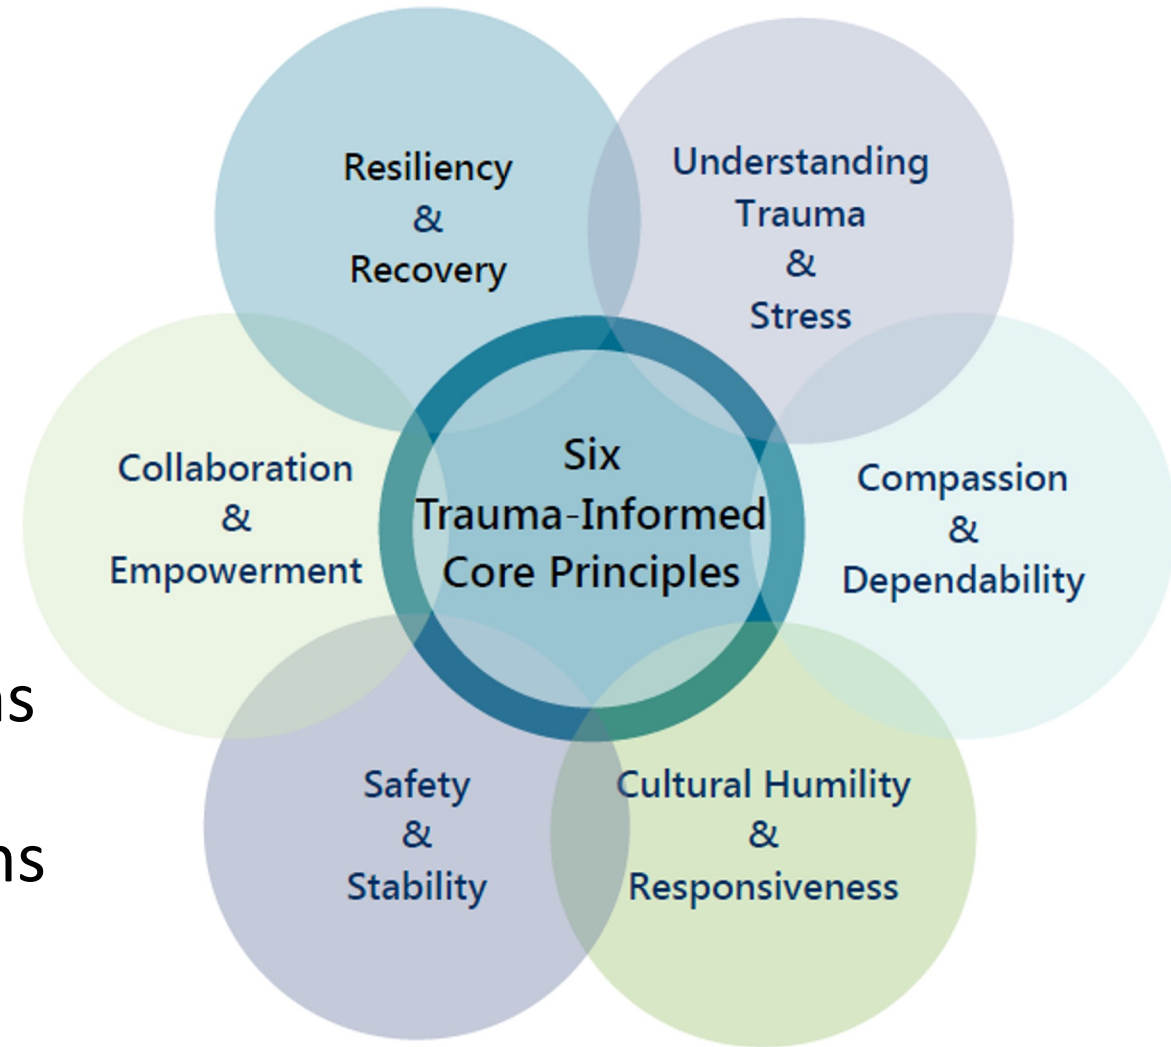 Resiliency
&
Recovery
Understanding
Trauma
&
Stress
Collaboration
&
Empowerment
Six
Trauma-Informed
Core Principles
Compassion
&
Dependability
Safety
&
Stability
Cultural Humility
&
Responsiveness